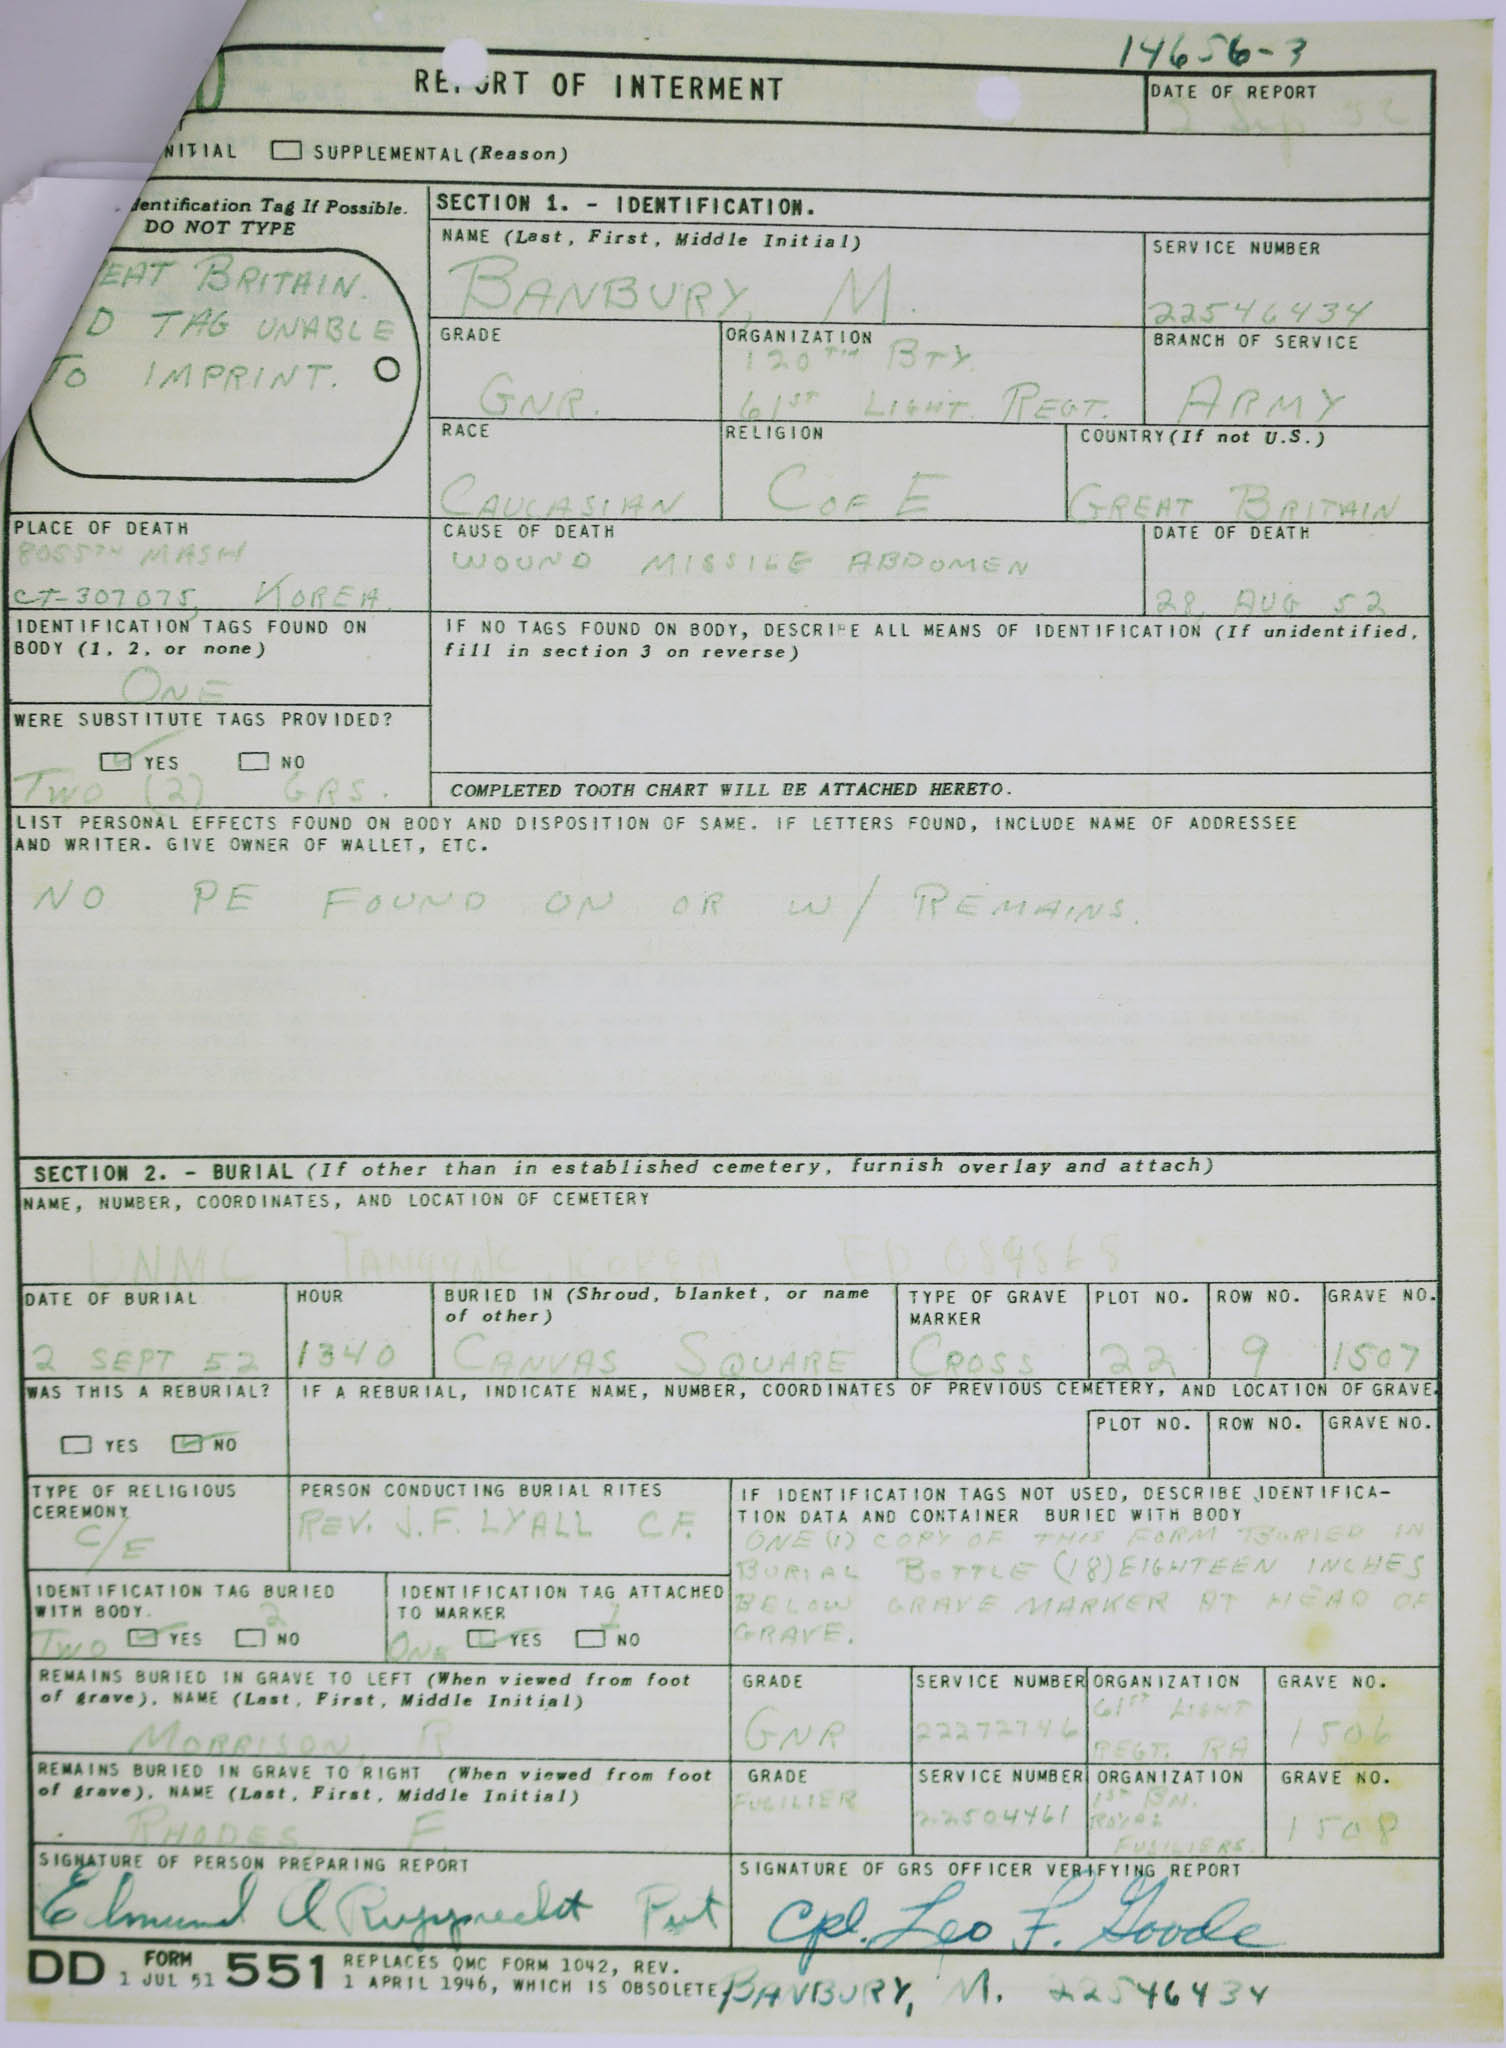 14656-3
REPORT OF INTERMENT
DATE OF REPORT
2 Sep 52
NITIAL SUPPLEMENTAL (Reason)
dentification Tag If Possible.
DO NOT TYPE
EAT BRITAIN.
D TAG UNABLE
TO IMPRINT.
SECTION 1. - IDENTIFICATION.
NAME (Last, First, Middle Initial)
BANBURY, M.
SERVICE NUMBER
22546434
GRADE
GNR.
ORGANIZATION
120TH BTY.
61ST LIGHT. REGT.
BRANCH OF SERVICE
ARMY
RACE
CAUCASIAN
RELIGION
C OF E
COUNTRY (If not U.S.)
GREAT BRITAIN
PLACE OF DEATH
8055TH MASH
CT-307075, KOREA
CAUSE OF DEATH
WOUND MISSILE ABDOMEN
DATE OF DEATH
28 AUG 52
IDENTIFICATION TAGS FOUND ON
BODY (1, 2, or none)
ONE
IF NO TAGS FOUND ON BODY, DESCRIBE ALL MEANS OF IDENTIFICATION (If unidentified,
fill in section 3 on reverse)
WERE SUBSTITUTE TAGS PROVIDED?
YES NO
TWO (2) GRS.
COMPLETED TOOTH CHART WILL BE ATTACHED HERETO.
LIST PERSONAL EFFECTS FOUND ON BODY AND DISPOSITION OF SAME. IF LETTERS FOUND, INCLUDE NAME OF ADDRESSEE
AND WRITER. GIVE OWNER OF WALLET, ETC.
NO PE FOUND ON OR W/ REMAINS.
SECTION 2. - BURIAL (If other than in established cemetery, furnish overlay and attach)
NAME, NUMBER, COORDINATES, AND LOCATION OF CEMETERY
UNMC TANGGOK, KOREA
DATE OF BURIAL
2 SEPT 52
HOUR
1340
BURIED IN (Shroud, blanket, or name
of other)
CANVAS SQUARE
TYPE OF GRAVE
MARKER
CROSS
PLOT NO.
22
ROW NO.
9
GRAVE NO.
1507
WAS THIS A REBURIAL?
YES NO
IF A REBURIAL, INDICATE NAME, NUMBER, COORDINATES OF PREVIOUS CEMETERY, AND LOCATION OF GRAVE.
PLOT NO. ROW NO. GRAVE NO.
TYPE OF RELIGIOUS
CEREMONY
C/E
PERSON CONDUCTING BURIAL RITES
REV. J.F. LYALL CF.
IF IDENTIFICATION TAGS NOT USED, DESCRIBE IDENTIFICA-
TION DATA AND CONTAINER BURIED WITH BODY
ONE (1) COPY OF THIS FORM BURIED IN
BURIAL BOTTLE (18) EIGHTEEN INCHES
BELOW GRAVE MARKER AT HEAD OF
GRAVE.
IDENTIFICATION TAG BURIED
WITH BODY. 2
TWO YES NO
IDENTIFICATION TAG ATTACHED
TO MARKER 1
ONE YES NO
REMAINS BURIED IN GRAVE TO LEFT (When viewed from foot
of grave), NAME (Last, First, Middle Initial)
MORRISON, R
GRADE
GNR
SERVICE NUMBER
22272746
ORGANIZATION
61ST LIGHT
REGT. RA
GRAVE NO.
1506
REMAINS BURIED IN GRAVE TO RIGHT (When viewed from foot
of grave), NAME (Last, First, Middle Initial)
RHODES F
GRADE
FUSILIER
SERVICE NUMBER
22504461
ORGANIZATION
1ST BN.
ROYAL
FUSILIERS.
GRAVE NO.
1508
SIGNATURE OF PERSON PREPARING REPORT
Edmund A Rupprecht Pvt
SIGNATURE OF GRS OFFICER VERIFYING REPORT
Cpl. Leo F. Goode
DD FORM 551
1 JUL 51
REPLACES QMC FORM 1042, REV.
1 APRIL 1946, WHICH IS OBSOLETE
BANBURY, M. 22546434